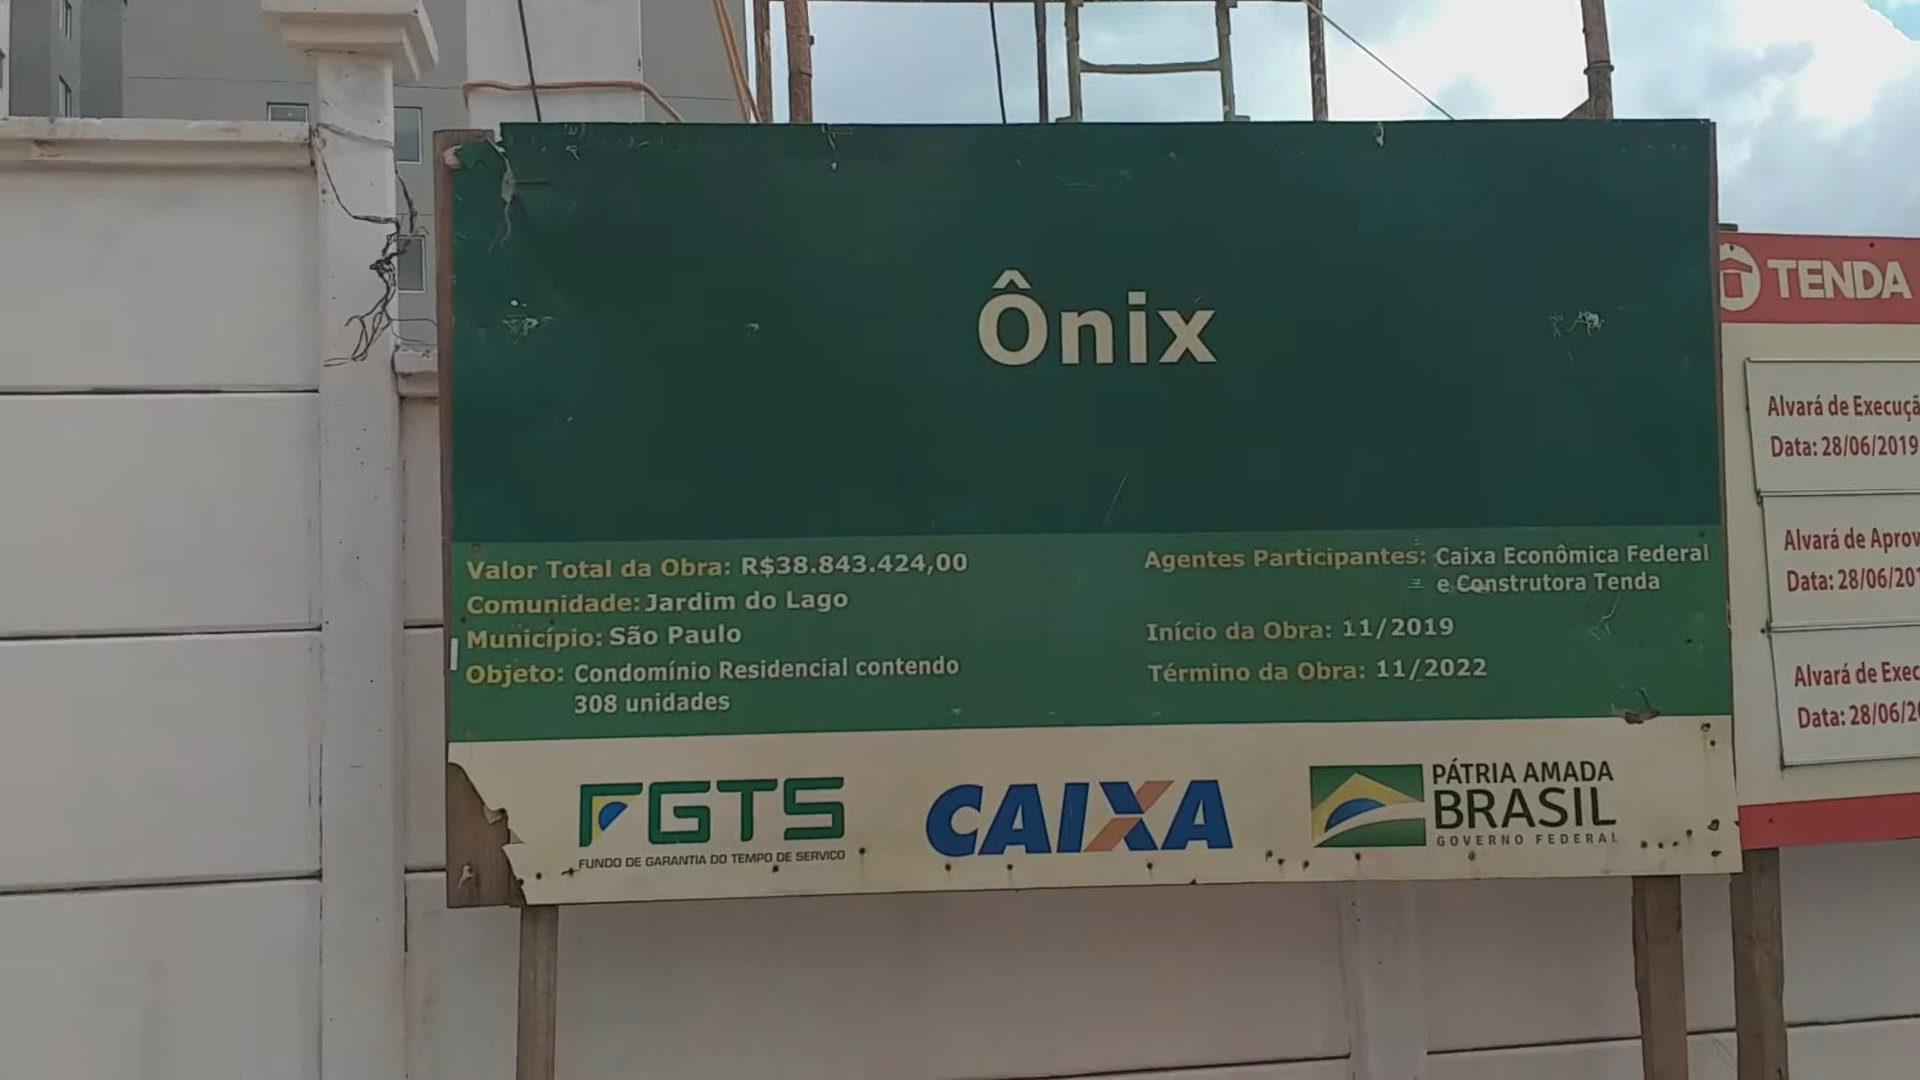 Ônix
Valor Total da Obra: R$38.843.424,00
Comunidade: Jardim do Lago
Município: São Paulo
Objeto: Condomínio Residencial contendo
308 unidades
Agentes Participantes: Caixa Econômica Federal
e Construtora Tenda
Início da Obra: 11/2019
Término da Obra: 11/2022
FGTS
FUNDO DE GARANTIA DO TEMPO DE SERVIÇO
CAIXA
PÁTRIA AMADA
BRASIL
GOVERNO FEDERAL
TENDA
Alvará de Execuçã
Data: 28/06/2019
Alvará de Aprov
Data: 28/06/201
Alvará de Exec
Data: 28/06/20